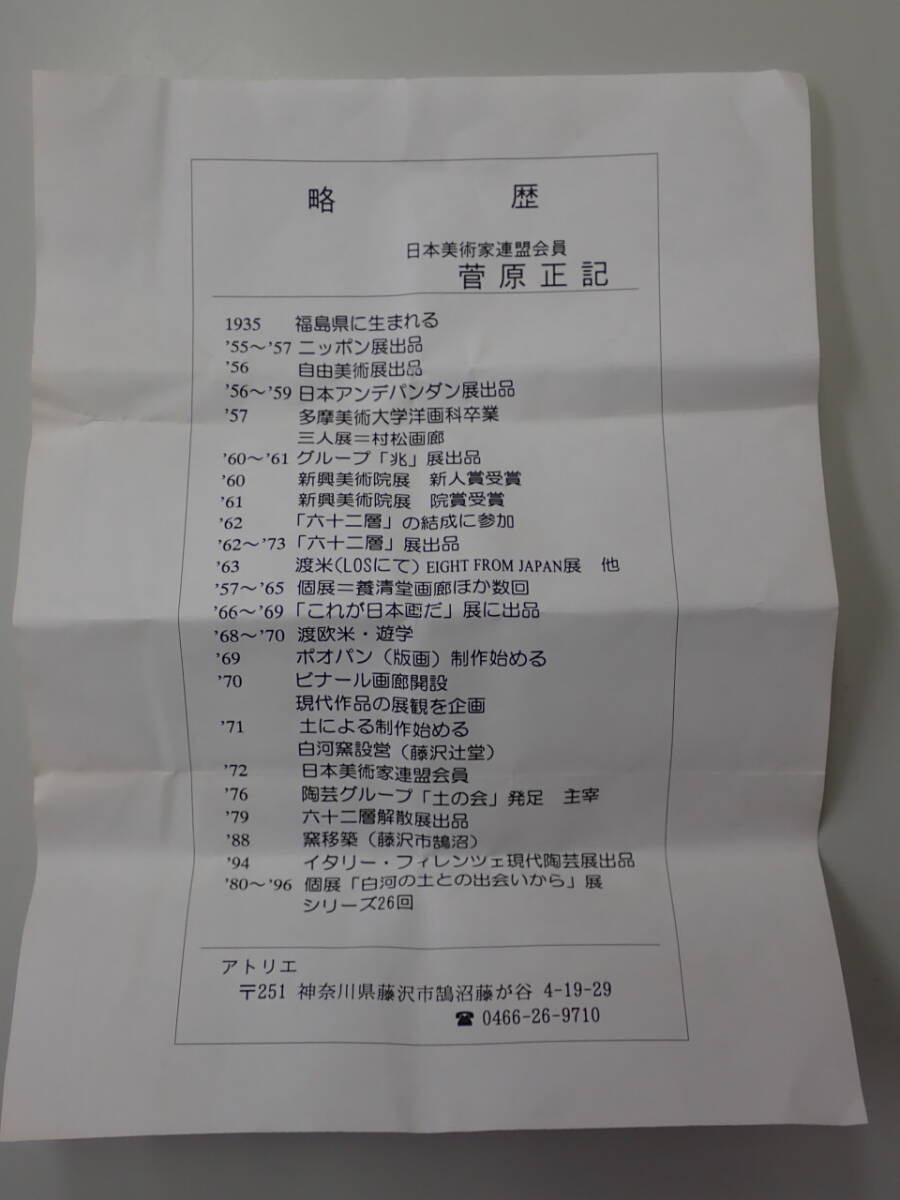 略 歴
日本美術家連盟会員
菅原正記
1935 福島県に生まれる
'55～'57 ニッポン展出品
'56 自由美術展出品
'56～'59 日本アンデパンダン展出品
'57 多摩美術大学洋画科卒業
三人展＝村松画廊
'60～'61 グループ「兆」展出品
'60 新興美術院展 新人賞受賞
'61 新興美術院展 院賞受賞
'62 「六十二層」の結成に参加
'62～'73 「六十二層」展出品
'63 渡米(LOSにて) EIGHT FROM JAPAN展 他
'57～'65 個展＝養清堂画廊ほか数回
'66～'69 「これが日本画だ」展に出品
'68～'70 渡欧米・遊学
'69 ポオパン（版画）制作始める
'70 ビナール画廊開設
現代作品の展観を企画
'71 土による制作始める
白河窯設営（藤沢辻堂）
'72 日本美術家連盟会員
'76 陶芸グループ「土の会」発足 主宰
'79 六十二層解散展出品
'88 窯移築（藤沢市鵠沼）
'94 イタリー・フィレンツェ現代陶芸展出品
'80～'96 個展「白河の土との出会いから」展
シリーズ26回
アトリエ
〒251 神奈川県藤沢市鵠沼藤が谷 4-19-29
☎ 0466-26-9710